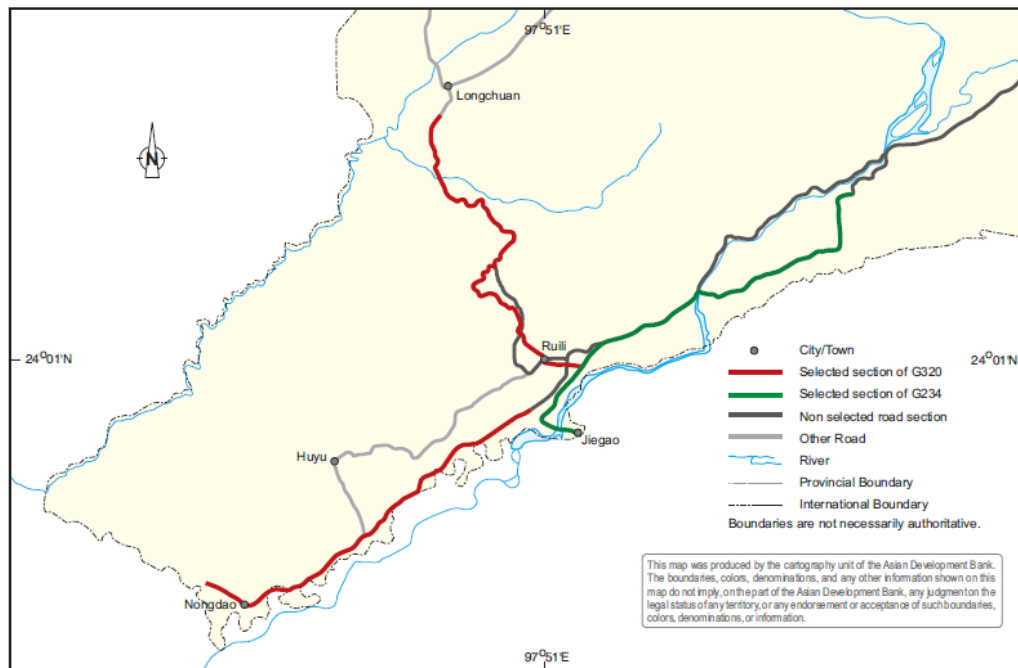 97°51'E
Longchuan
N
Ruili
24°01'N
24°01'N
City/Town
Selected section of G320
Selected section of G234
Non selected road section
Other Road
River
Provincial Boundary
International Boundary
Boundaries are not necessarily authoritative.
Jiegao
Huyu
Nongdao
This map was produced by the cartography unit of the Asian Development Bank.
The boundaries, colors, denominations, and any other information shown on this
map do not imply, on the part of the Asian Development Bank, any judgment on the
legal status of any territory, or any endorsement or acceptance of such boundaries,
colors, denominations, or information.
97°51'E